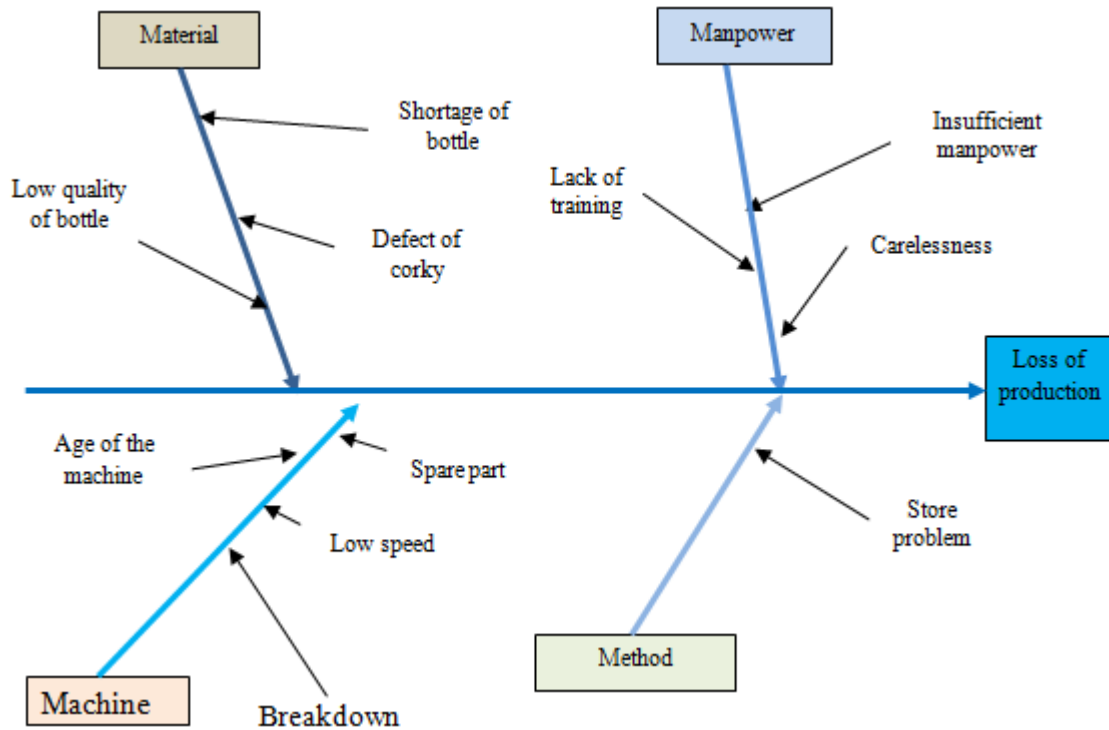 Material
Manpower
Shortage of
bottle
Insufficient
manpower
Low quality
of bottle
Lack of
training
Defect of
corky
Carelessness
Loss of
production
Age of the
machine
Spare part
Low speed
Store
problem
Method
Machine
Breakdown